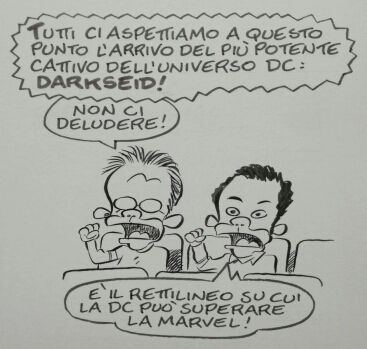 TUTTI CI ASPETTIAMO A QUESTO
PUNTO L'ARRIVO DEL PIÙ POTENTE
CATTIVO DELL'UNIVERSO DC:
DARKSEID!
NON CI
DELUDERE!
E' IL RETTILINEO SU CUI
LA DC PUÒ SUPERARE
LA MARVEL!